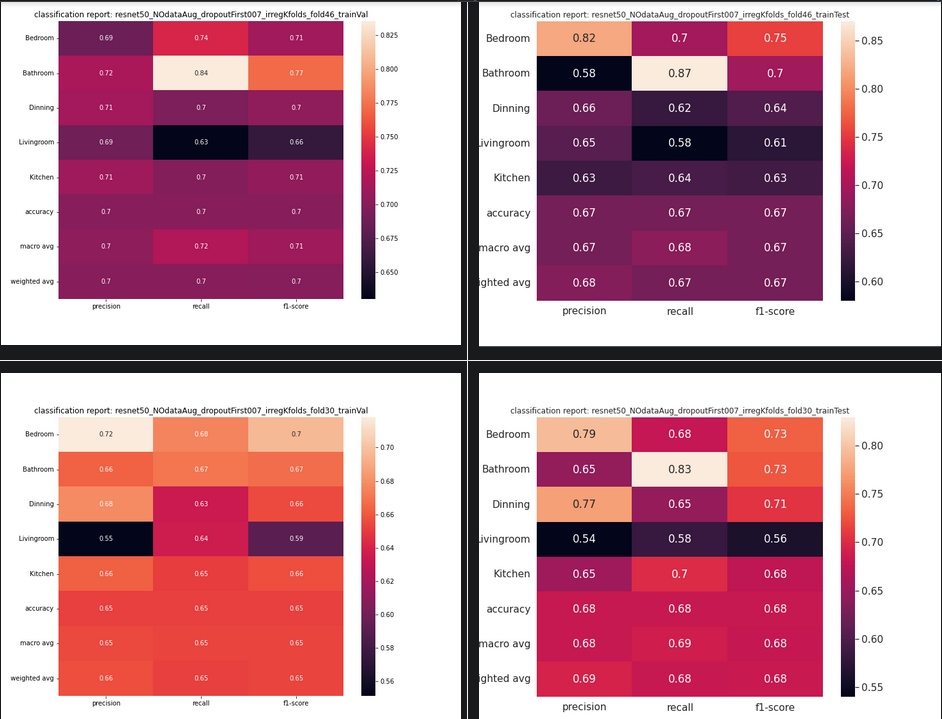 classification report: resnet50_NOdataAug_dropoutFirst007_irregKfolds_fold46_trainVal
Bedroom 0.69 0.74 0.71
Bathroom 0.72 0.84 0.77
Dinning 0.71 0.7 0.7
Livingroom 0.69 0.63 0.66
Kitchen 0.71 0.7 0.71
accuracy 0.7 0.7 0.7
macro avg 0.7 0.72 0.71
weighted avg 0.7 0.7 0.7
precision recall f1-score
0.825
0.800
0.775
0.750
0.725
0.700
0.675
0.650
classification report: resnet50_NOdataAug_dropoutFirst007_irregKfolds_fold46_trainTest
Bedroom 0.82 0.7 0.75
Bathroom 0.58 0.87 0.7
Dinning 0.66 0.62 0.64
ivingroom 0.65 0.58 0.61
Kitchen 0.63 0.64 0.63
accuracy 0.67 0.67 0.67
macro avg 0.67 0.68 0.67
ighted avg 0.68 0.67 0.67
precision recall f1-score
0.85
0.80
0.75
0.70
0.65
0.60
classification report: resnet50_NOdataAug_dropoutFirst007_irregKfolds_fold30_trainVal
Bedroom 0.72 0.68 0.7
Bathroom 0.66 0.67 0.67
Dinning 0.68 0.63 0.66
Livingroom 0.55 0.64 0.59
Kitchen 0.66 0.65 0.66
accuracy 0.65 0.65 0.65
macro avg 0.65 0.65 0.65
weighted avg 0.66 0.65 0.65
precision recall f1-score
0.70
0.68
0.66
0.64
0.62
0.60
0.58
0.56
classification report: resnet50_NOdataAug_dropoutFirst007_irregKfolds_fold30_trainTest
Bedroom 0.79 0.68 0.73
Bathroom 0.65 0.83 0.73
Dinning 0.77 0.65 0.71
ivingroom 0.54 0.58 0.56
Kitchen 0.65 0.7 0.68
accuracy 0.68 0.68 0.68
macro avg 0.68 0.69 0.68
ighted avg 0.69 0.68 0.68
precision recall f1-score
0.80
0.75
0.70
0.65
0.60
0.55